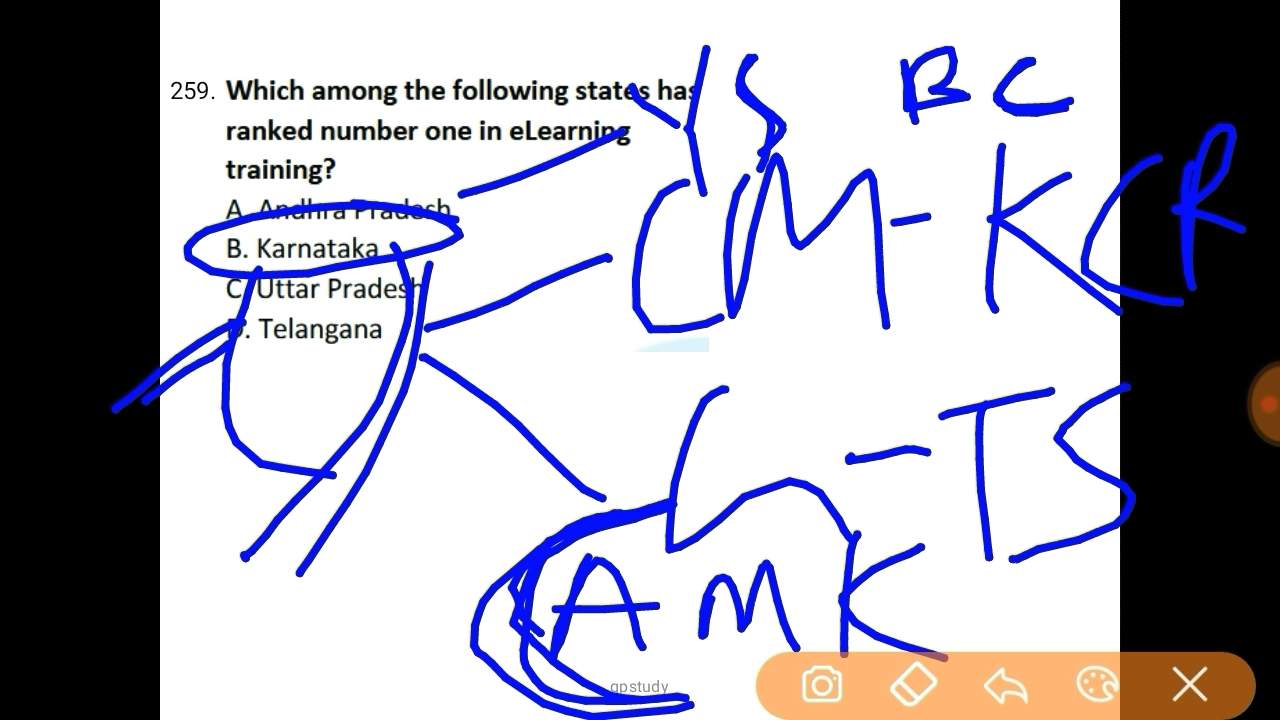 259. Which among the following states has
ranked number one in eLearning
training?
A. Andhra Pradesh
B. Karnataka
C. Uttar Pradesh
D. Telangana
YS
BC
CM - KCR
- TS
AMK
gpstudy